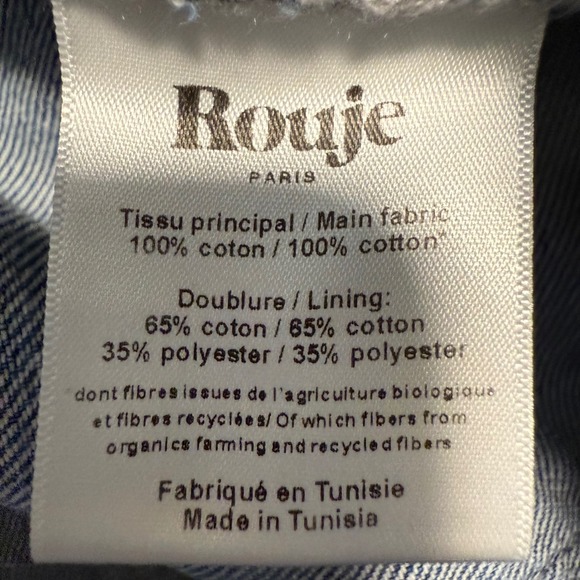 Rouje
PARIS
Tissu principal / Main fabric
100% coton / 100% cotton*
Doublure / Lining:
65% coton / 65% cotton
35% polyester / 35% polyester
dont fibres issues de l'agriculture biologique
et fibres recyclées/ Of which fibers from
organics farming and recycled fibers
Fabriqué en Tunisie
Made in Tunisia